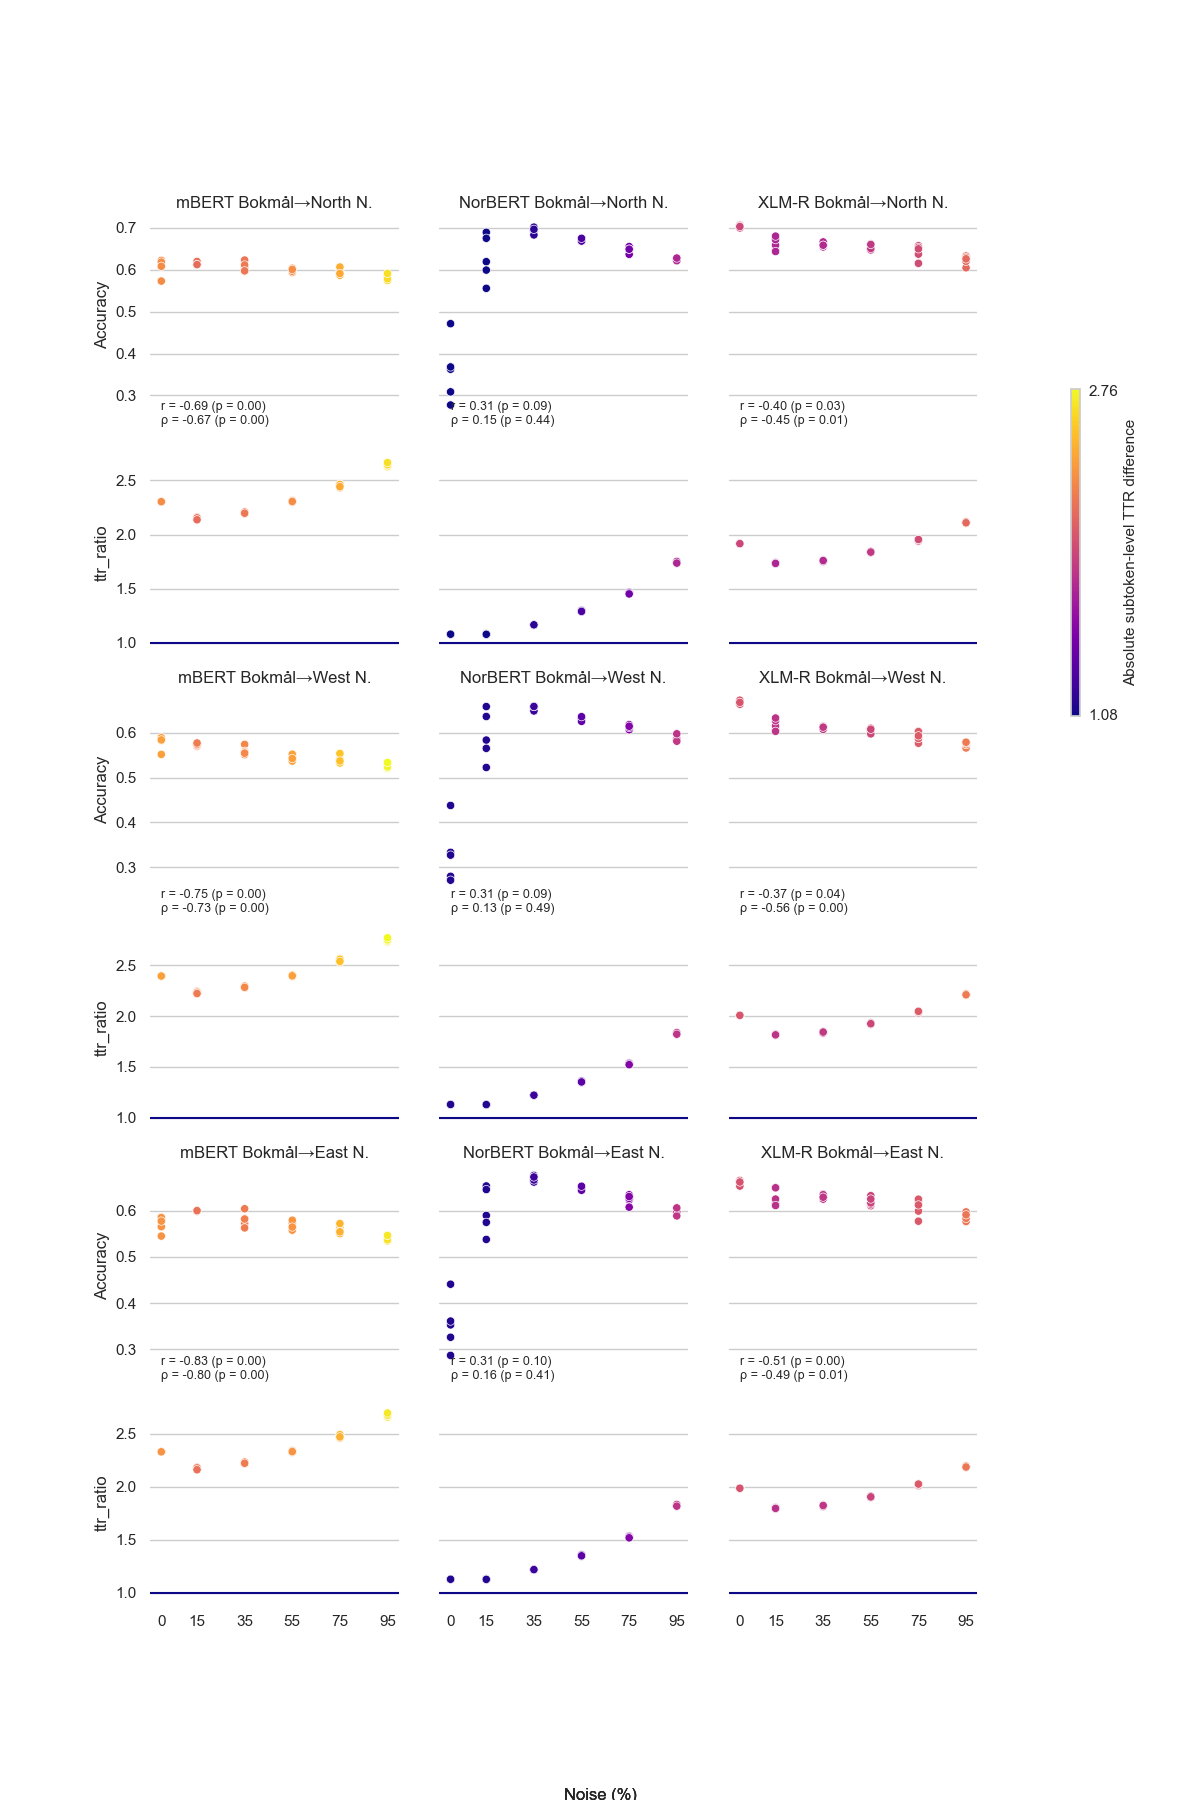 mBERT Bokmål→North N.
NorBERT Bokmål→North N.
XLM-R Bokmål→North N.
Accuracy
0.7
0.6
0.5
0.4
0.3
r = -0.69 (p = 0.00)
ρ = -0.67 (p = 0.00)
r = 0.31 (p = 0.09)
ρ = 0.15 (p = 0.44)
r = -0.40 (p = 0.03)
ρ = -0.45 (p = 0.01)
ttr_ratio
2.5
2.0
1.5
1.0
2.76
Absolute subtoken-level TTR difference
1.08
mBERT Bokmål→West N.
NorBERT Bokmål→West N.
XLM-R Bokmål→West N.
Accuracy
0.6
0.5
0.4
0.3
r = -0.75 (p = 0.00)
ρ = -0.73 (p = 0.00)
r = 0.31 (p = 0.09)
ρ = 0.13 (p = 0.49)
r = -0.37 (p = 0.04)
ρ = -0.56 (p = 0.00)
ttr_ratio
2.5
2.0
1.5
1.0
mBERT Bokmål→East N.
NorBERT Bokmål→East N.
XLM-R Bokmål→East N.
Accuracy
0.6
0.5
0.4
0.3
r = -0.83 (p = 0.00)
ρ = -0.80 (p = 0.00)
r = 0.31 (p = 0.10)
ρ = 0.16 (p = 0.41)
r = -0.51 (p = 0.00)
ρ = -0.49 (p = 0.01)
ttr_ratio
2.5
2.0
1.5
1.0
0 15 35 55 75 95
0 15 35 55 75 95
0 15 35 55 75 95
Noise (%)